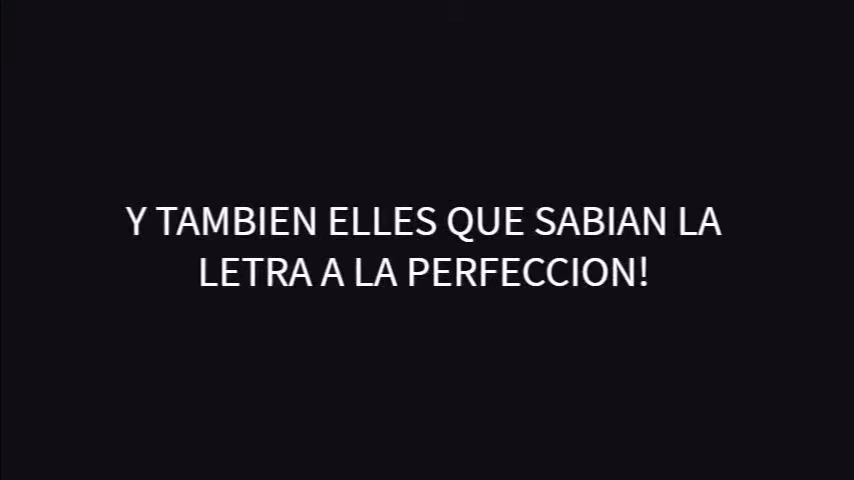 Y TAMBIEN ELLES QUE SABIAN LA
LETRA A LA PERFECCION!